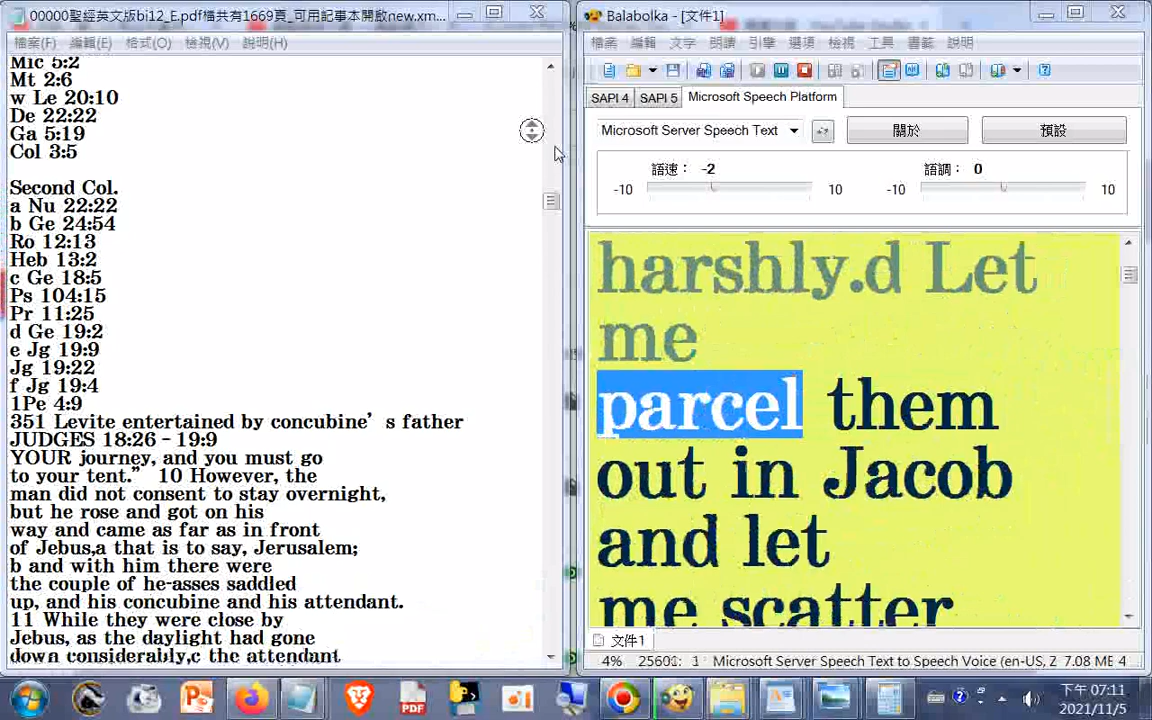 00000聖經英文版bi12_E.pdf檔共有1669頁_可用記事本開啟new.xm...
檔案(F) 編輯(E) 格式(O) 檢視(V) 說明(H)
Mic 5:2
Mt 2:6
w Le 20:10
De 22:22
Ga 5:19
Col 3:5
Second Col.
a Nu 22:22
b Ge 24:54
Ro 12:13
Heb 13:2
c Ge 18:5
Ps 104:15
Pr 11:25
d Ge 19:2
e Jg 19:9
Jg 19:22
f Jg 19:4
1Pe 4:9
351 Levite entertained by concubine’s father
JUDGES 18:26–19:9
YOUR journey, and you must go
to your tent.” 10 However, the
man did not consent to stay overnight,
but he rose and got on his
way and came as far as in front
of Jebus,a that is to say, Jerusalem;
b and with him there were
the couple of he-asses saddled
up, and his concubine and his attendant.
11 While they were close by
Jebus, as the daylight had gone
down considerably,c the attendant
Balabolka - [文件1]
檔案 編輯 文字 朗讀 引擎 選項 檢視 工具 書籤 說明
SAPI 4 SAPI 5 Microsoft Speech Platform
Microsoft Server Speech Text 關於 預設
語速： -2 語調： 0
-10 10 -10 10
harshly.d Let
me
parcel them
out in Jacob
and let
me scatter
文件1
4% 25601: 1 Microsoft Server Speech Text to Speech Voice (en-US, Z 7.08 MB 4
PDF
下午 07:11
2021/11/5